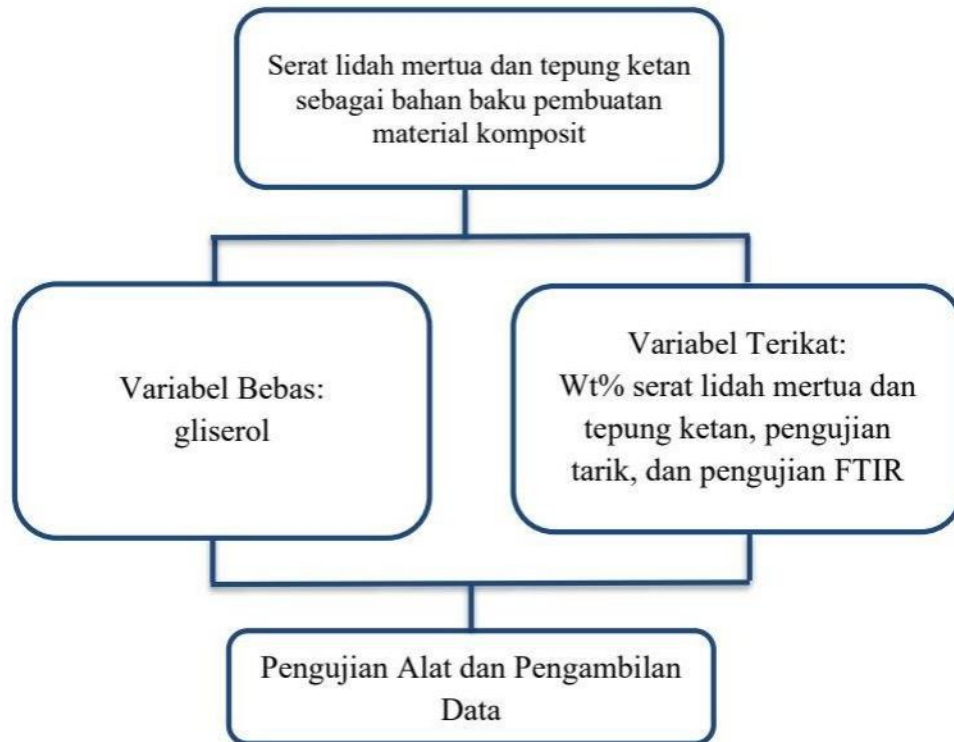 Serat lidah mertua dan tepung ketan
sebagai bahan baku pembuatan
material komposit
Variabel Bebas:
gliserol
Variabel Terikat:
Wt% serat lidah mertua dan
tepung ketan, pengujian
tarik, dan pengujian FTIR
Pengujian Alat dan Pengambilan
Data